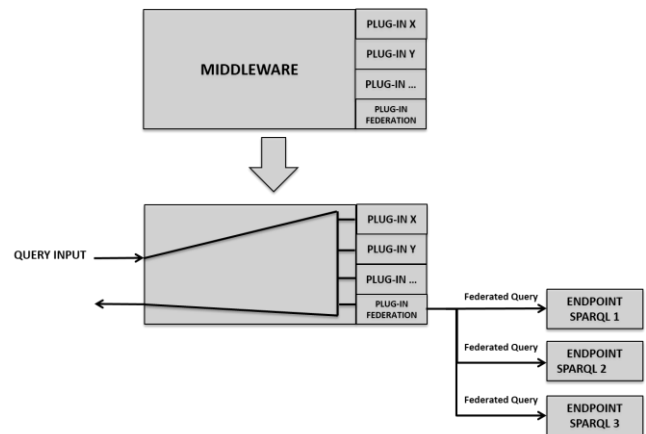 MIDDLEWARE
PLUG-IN X
PLUG-IN Y
PLUG-IN ...
PLUG-IN
FEDERATION
QUERY INPUT
PLUG-IN X
PLUG-IN Y
PLUG-IN ...
PLUG-IN
FEDERATION
Federated Query
ENDPOINT
SPARQL 1
Federated Query
ENDPOINT
SPARQL 2
Federated Query
ENDPOINT
SPARQL 3